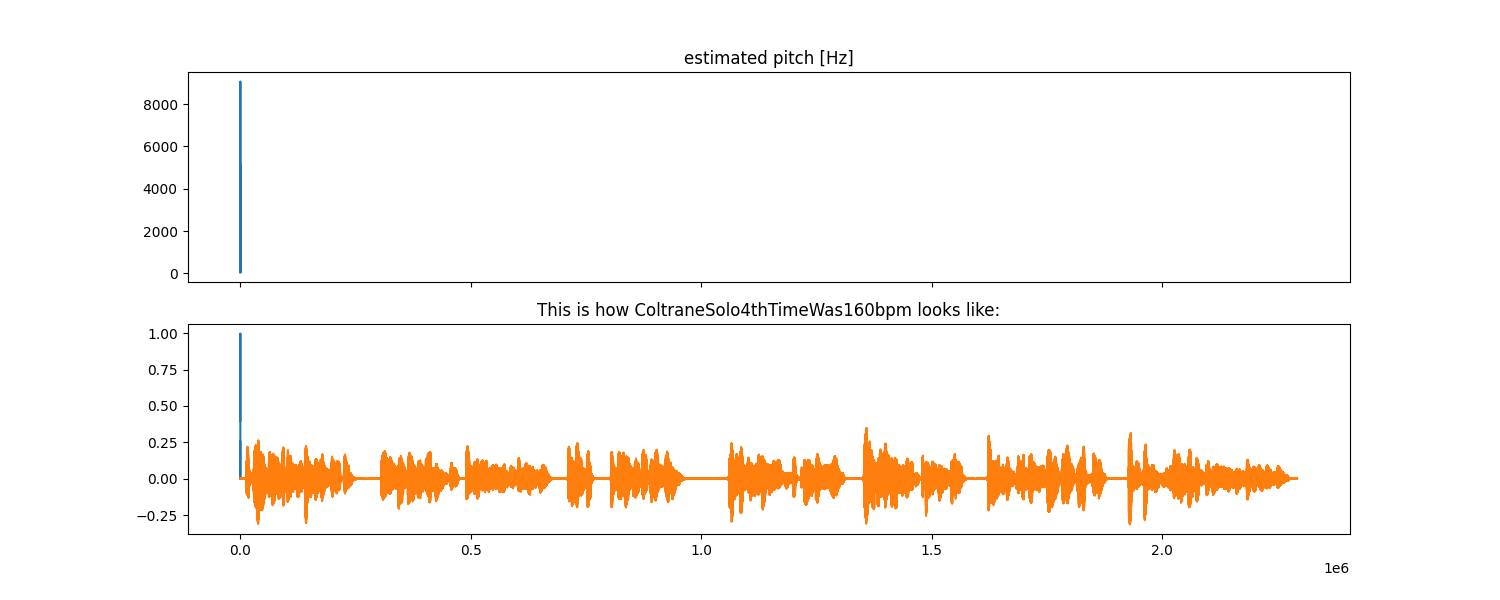 estimated pitch [Hz]
8000
6000
4000
2000
0
This is how ColtraneSolo4thTimeWas160bpm looks like:
1.00
0.75
0.50
0.25
0.00
−0.25
0.0 0.5 1.0 1.5 2.0
1e6